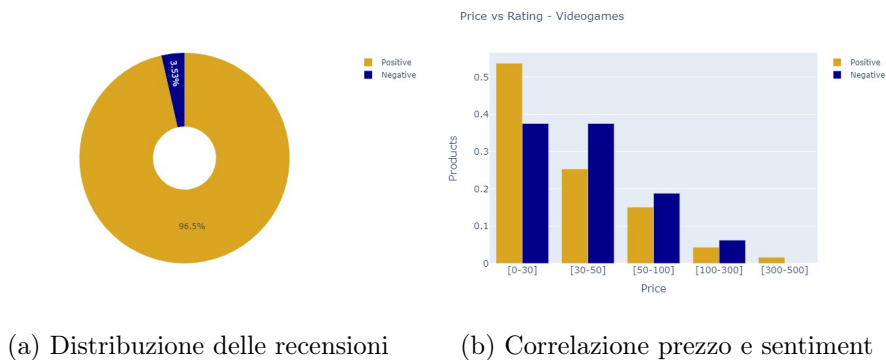 Price vs Rating - Videogames
Positive
Negative
3.53%
96.5%
Positive
Negative
0.5
0.4
0.3
0.2
0.1
0
Products
[0-30]
[30-50]
[50-100]
[100-300]
[300-500]
Price
(a) Distribuzione delle recensioni
(b) Correlazione prezzo e sentiment